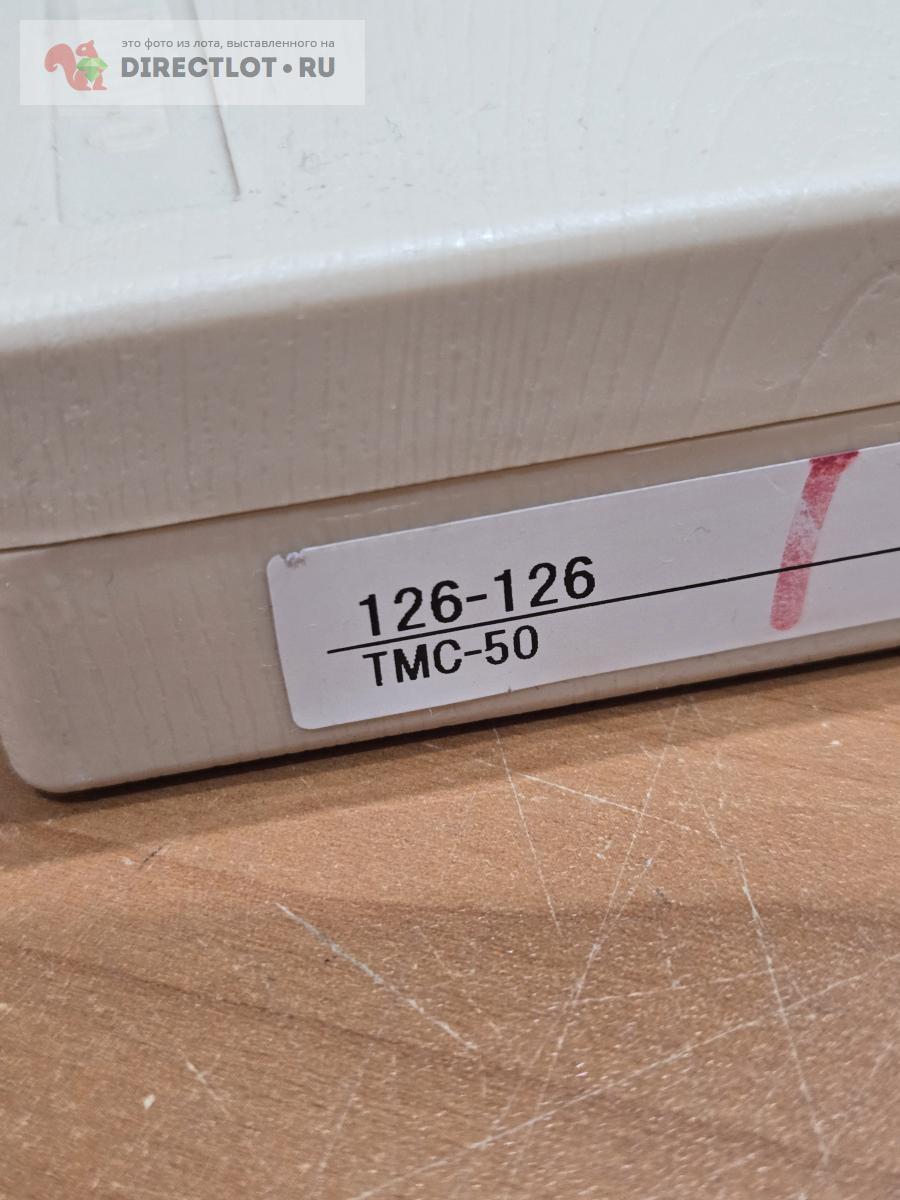 это фото из лота, выставленного на
DIRECTLOT•RU
126-126
TMC-50